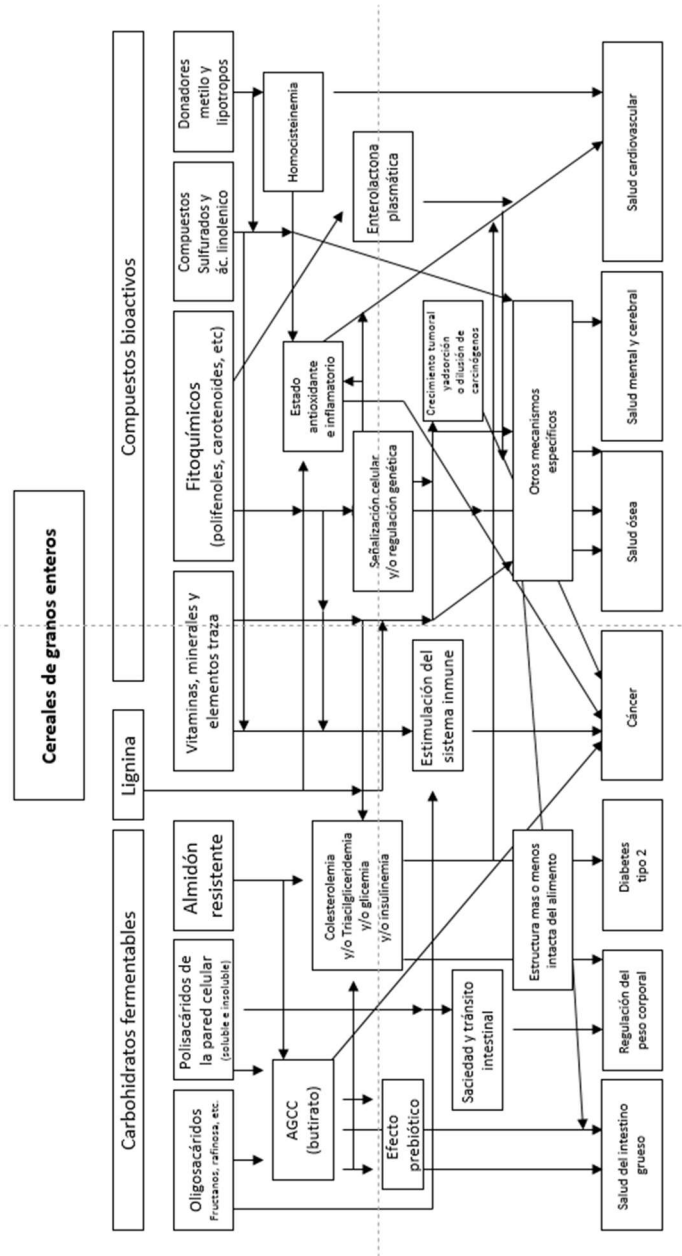 Cereales de granos enteros
Carbohidratos fermentables
Lignina
Compuestos bioactivos
Oligosacáridos
Fructanos, rafinosa, etc.
Polisacáridos de
la pared celular
(soluble e insoluble)
Almidón
resistente
Vitaminas, minerales y
elementos traza
Fitoquímicos
(polifenoles, carotenoides, etc)
Compuestos
Sulfurados y
ác. linolenico
Donadores
metilo y
lipotropos
AGCC
(butirato)
Colesterolemia
y/o Triacilgliceridemia
y/o glicemia
y/o insulinemia
Estado
antioxidante
e inflamatorio
Homocisteinemia
Efecto
prebiótico
Saciedad y tránsito
intestinal
Estimulación del
sistema inmune
Señalización celular
y/o regulación genética
Enterolactona
plasmática
Crecimiento tumoral
yadsorción
o dilusión de
carcinógenos
Estructura mas o menos
intacta del alimento
Otros mecanismos
específicos
Salud del intestino
grueso
Regulación del
peso corporal
Diabetes
tipo 2
Cáncer
Salud ósea
Salud mental y cerebral
Salud cardiovascular